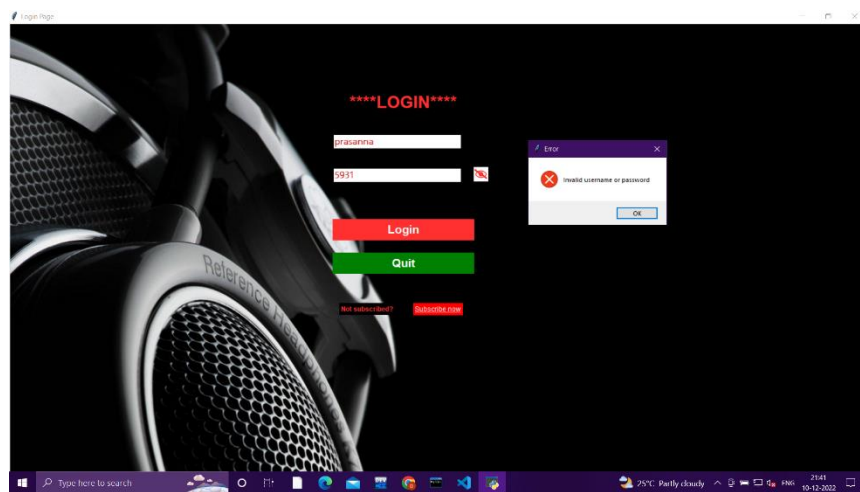 Login Page
****LOGIN****
prasanna
5931
Login
Quit
Not subscribed?
Subscribe now
Error
Invalid username or password
OK
Reference Headphones
Type here to search
25°C Partly cloudy
ENG
21:41
10-12-2022